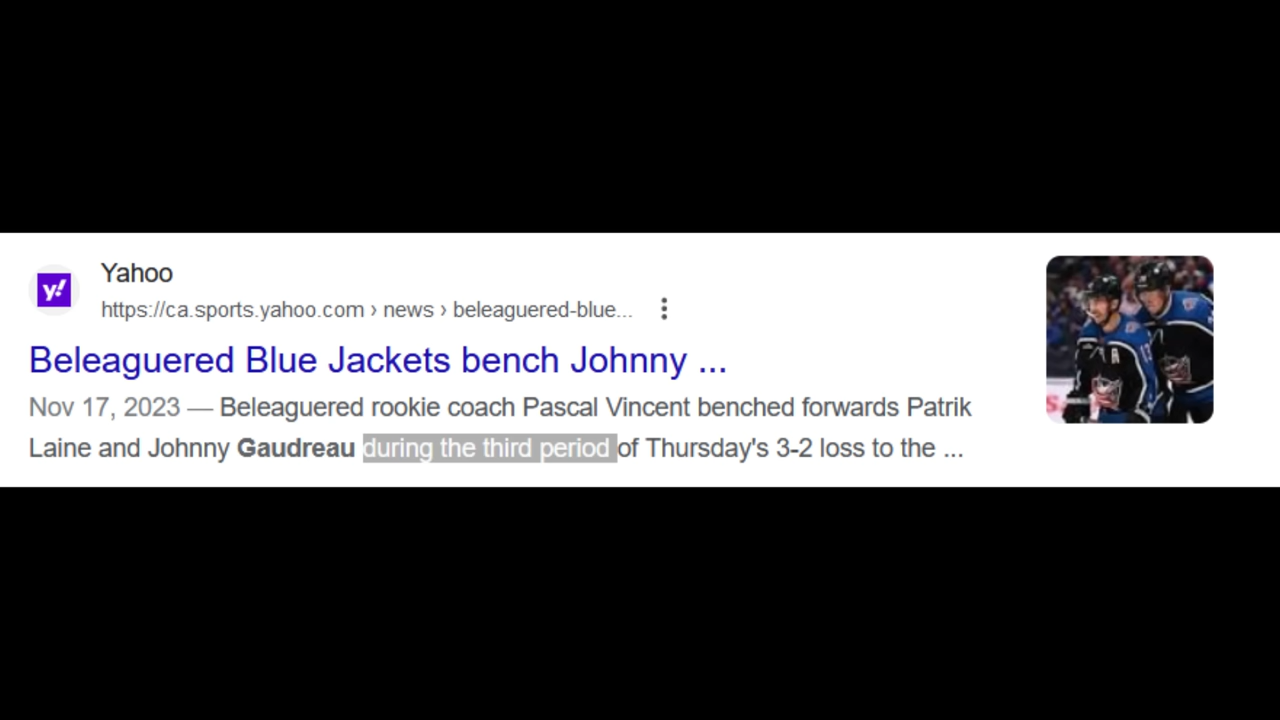 Yahoo
https://ca.sports.yahoo.com › news › beleaguered-blue...
Beleaguered Blue Jackets bench Johnny ...
Nov 17, 2023 — Beleaguered rookie coach Pascal Vincent benched forwards Patrik
Laine and Johnny Gaudreau during the third period of Thursday's 3-2 loss to the ...